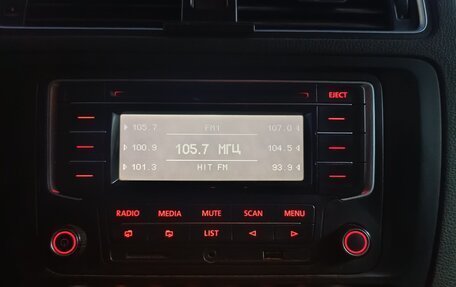 EJECT
105.7 FM1 107.0
100.9 105.7 МГЦ 104.5
101.3 HIT FM 93.9
RADIO MEDIA MUTE SCAN MENU
LIST